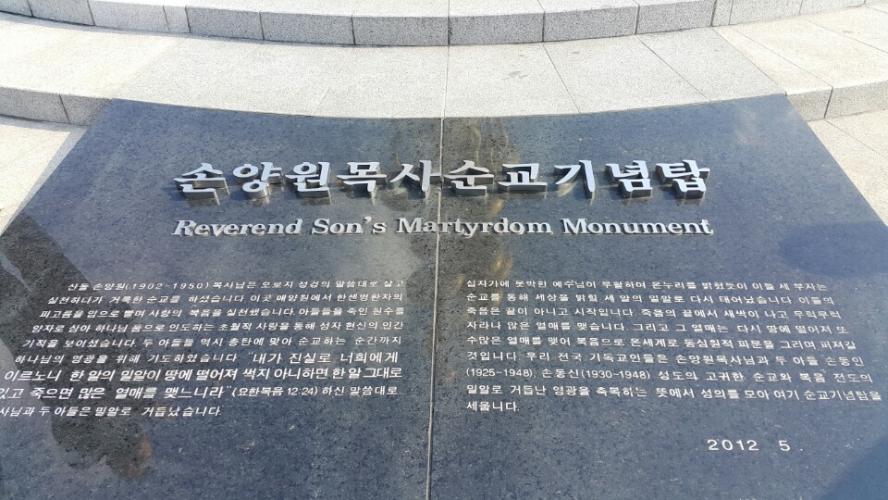 손양원목사순교기념탑
Reverend Son's Martyrdom Monument
산돌 손양원(1902~1950) 목사님은 오로지 성경의 말씀대로 살고
실천하다가 거룩한 순교를 하셨습니다. 이곳 애양원에서 한센병환자의
피고름을 입으로 빨며 사랑의 복음을 실천했습니다. 아들들을 죽인 원수를
양자로 삼아 하나님 품으로 인도하는 초월적 사랑을 통해 성자 헌신의 인간
기적을 보이셨습니다. 두 아들들 역시 총탄에 맞아 순교하는 순간까지
하나님의 영광을 위해 기도하였습니다. "내가 진실로 너희에게
이르노니 한 알의 밀알이 땅에 떨어져 썩지 아니하면 한 알 그대로
있고 죽으면 많은 열매를 맺느니라"(요한복음 12:24) 하신 말씀대로
사님과 두 아들은 밀알로 거듭났습니다.
십자가에 못박힌 예수님이 부활하여 온누리를 밝혔듯이 이들 세 부자는
순교를 통해 세상을 밝힐 세 알의 밀알로 다시 태어났습니다. 이들의
죽음은 끝이 아니고 시작입니다. 죽음의 끝에서 새싹이 나고 무럭무럭
자라나 많은 열매를 맺습니다. 그리고 그 열매는 다시 땅에 떨어져 또
수많은 열매를 맺어 복음으로 온세계로 동심원적 파문을 그리며 퍼져갈
것입니다. 우리 전국 기독교인들은 손양원목사님과 두 아들 손동인
(1925-1948), 손동신(1930-1948) 성도의 고귀한 순교와 복음 전도의
밀알로 거듭난 영광을 축복하는 뜻에서 성의를 모아 여기 순교기념탑을
세웁니다.
2012. 5.